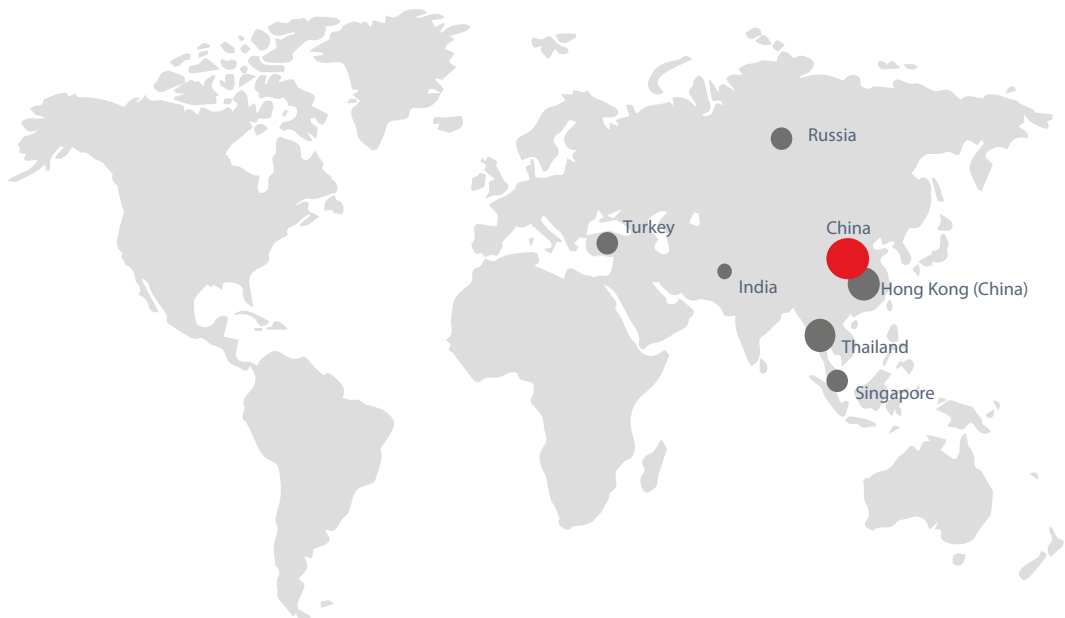 Russia
Turkey
China
India
Hong Kong (China)
Thailand
Singapore